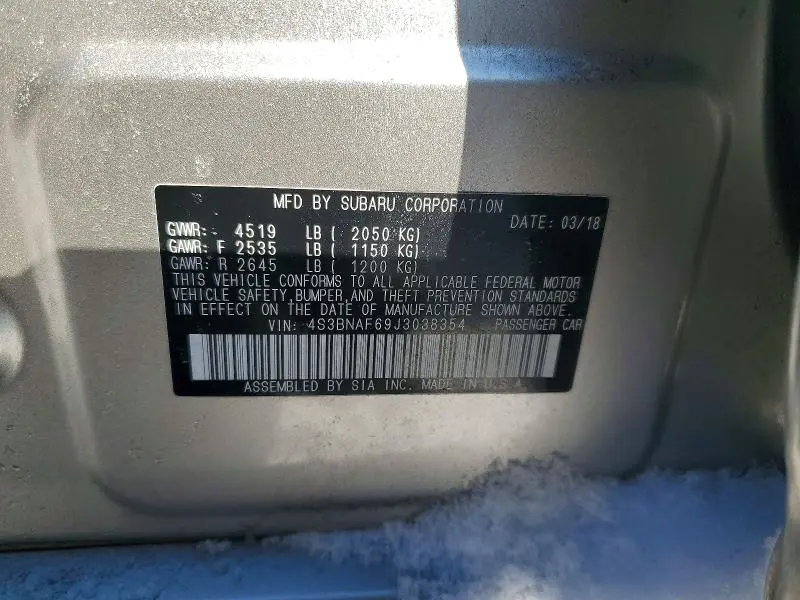 MFD BY SUBARU CORPORATION
DATE: 03/18
GVWR: - 4519 LB ( 2050 KG)
GAWR: F 2535 LB ( 1150 KG)
GAWR: R 2645 LB ( 1200 KG)
THIS VEHICLE CONFORMS TO ALL APPLICABLE FEDERAL MOTOR
VEHICLE SAFETY,BUMPER,AND THEFT PREVENTION STANDARDS
IN EFFECT ON THE DATE OF MANUFACTURE SHOWN ABOVE.
VIN: 4S3BNAF69J3038354 PASSENGER CAR
ASSEMBLED BY SIA INC. MADE IN U.S.A.